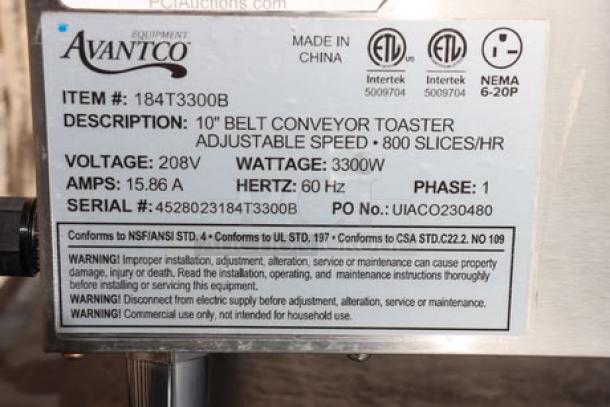 PCIAuctions.com
EQUIPMENT
AVANTCO
MADE IN
CHINA
ETL
US
Intertek
5009704
ETL
Intertek
5009704
NEMA
6-20P
ITEM #: 184T3300B
DESCRIPTION: 10" BELT CONVEYOR TOASTER
ADJUSTABLE SPEED • 800 SLICES/HR
VOLTAGE: 208V WATTAGE: 3300W
AMPS: 15.86 A HERTZ: 60 Hz PHASE: 1
SERIAL #: 4528023184T3300B PO No.: UIACO230480
Conforms to NSF/ANSI STD. 4 • Conforms to UL STD. 197 • Conforms to CSA STD.C22.2. NO 109
WARNING! Improper installation, adjustment, alteration, service or maintenance can cause property
damage, injury or death. Read the installation, operating, and maintenance instructions thoroughly
before installing or servicing this equipment.
WARNING! Disconnect from electric supply before adjustment, alteration, service or maintenance.
WARNING! Commercial use only, not intended for household use.